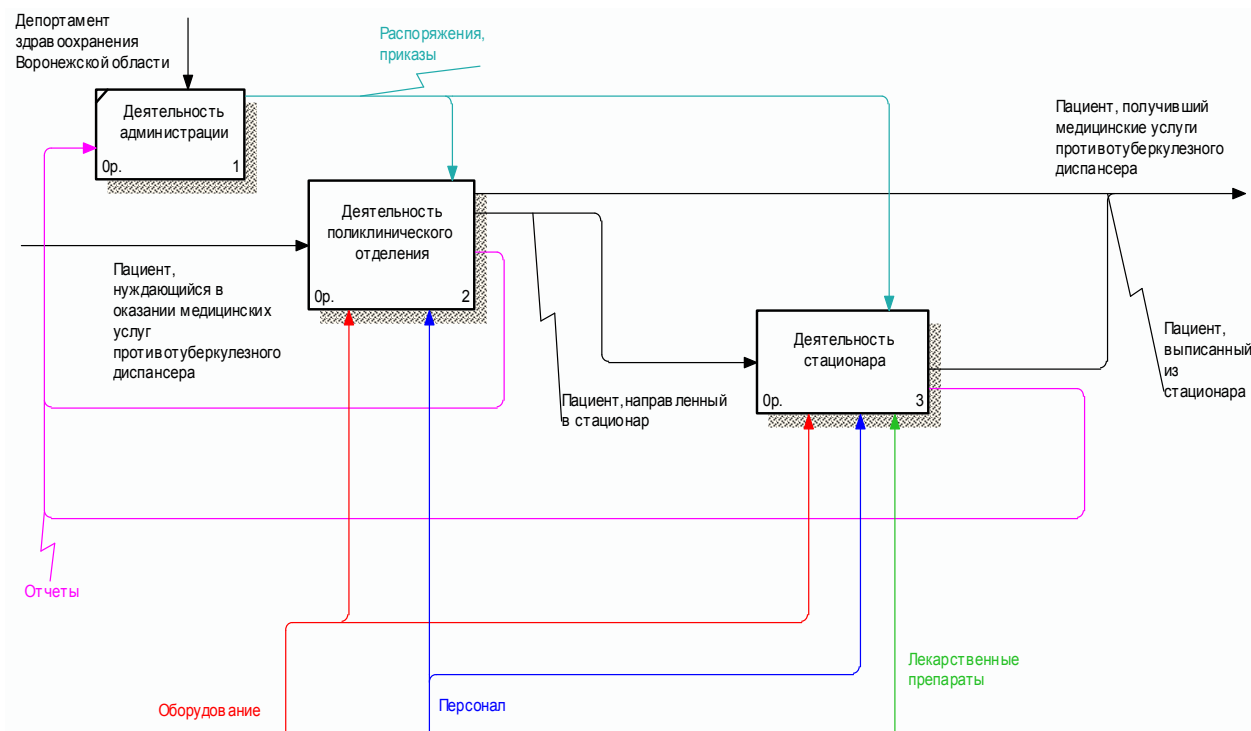 Депортамент
здравоохранения
Воронежской области
Распоряжения,
приказы
Деятельность
администрации
0р.
1
Пациент, получивший
медицинские услуги
противотуберкулезного
диспансера
Деятельность
поликлинического
отделения
0р.
2
Пациент,
нуждающийся в
оказании медицинских
услуг
противотуберкулезного
диспансера
Деятельность
стационара
0р.
3
Пациент,
выписанный
из
стационара
Пациент, направленный
в стационар
Отчеты
Лекарственные
препараты
Оборудование
Персонал